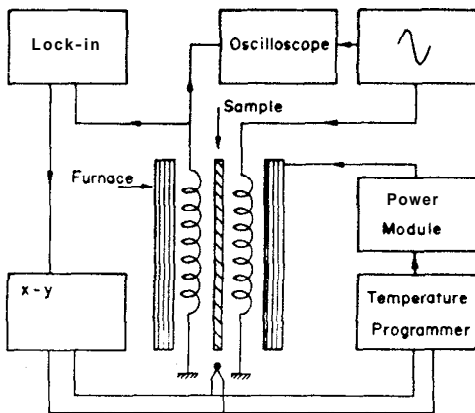 Lock-in
Oscilloscope
Sample
Furnace
Power
Module
x-y
Temperature
Programmer